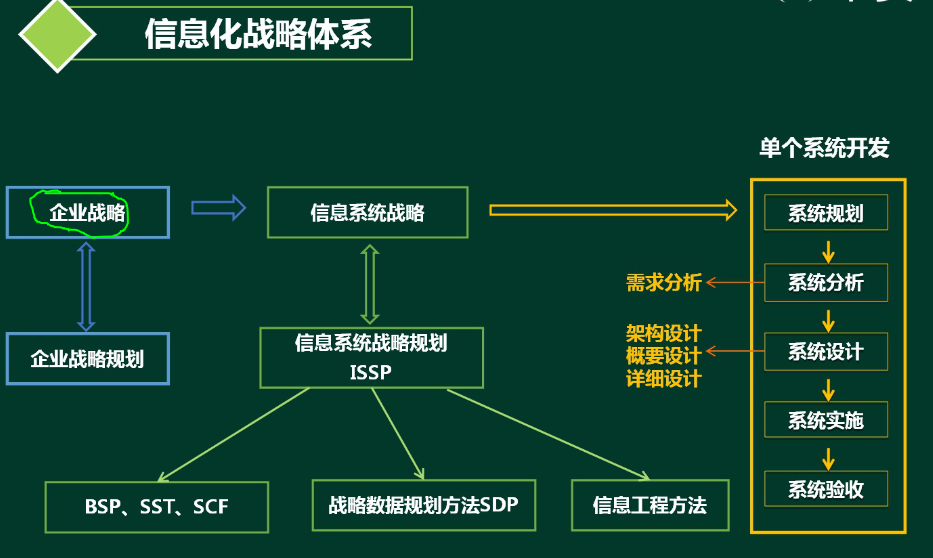 信息化战略体系
单个系统开发
企业战略
信息系统战略
系统规划
需求分析
系统分析
企业战略规划
信息系统战略规划
ISSP
架构设计
概要设计
详细设计
系统设计
系统实施
系统验收
BSP、SST、SCF
战略数据规划方法SDP
信息工程方法